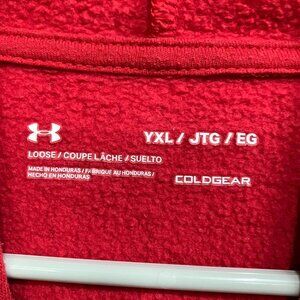 YXL / JTG / EG
LOOSE / COUPE LÂCHE / SUELTO
MADE IN HONDURAS / FABRIQUÉ AU HONDURAS /
HECHO EN HONDURAS
COLDGEAR